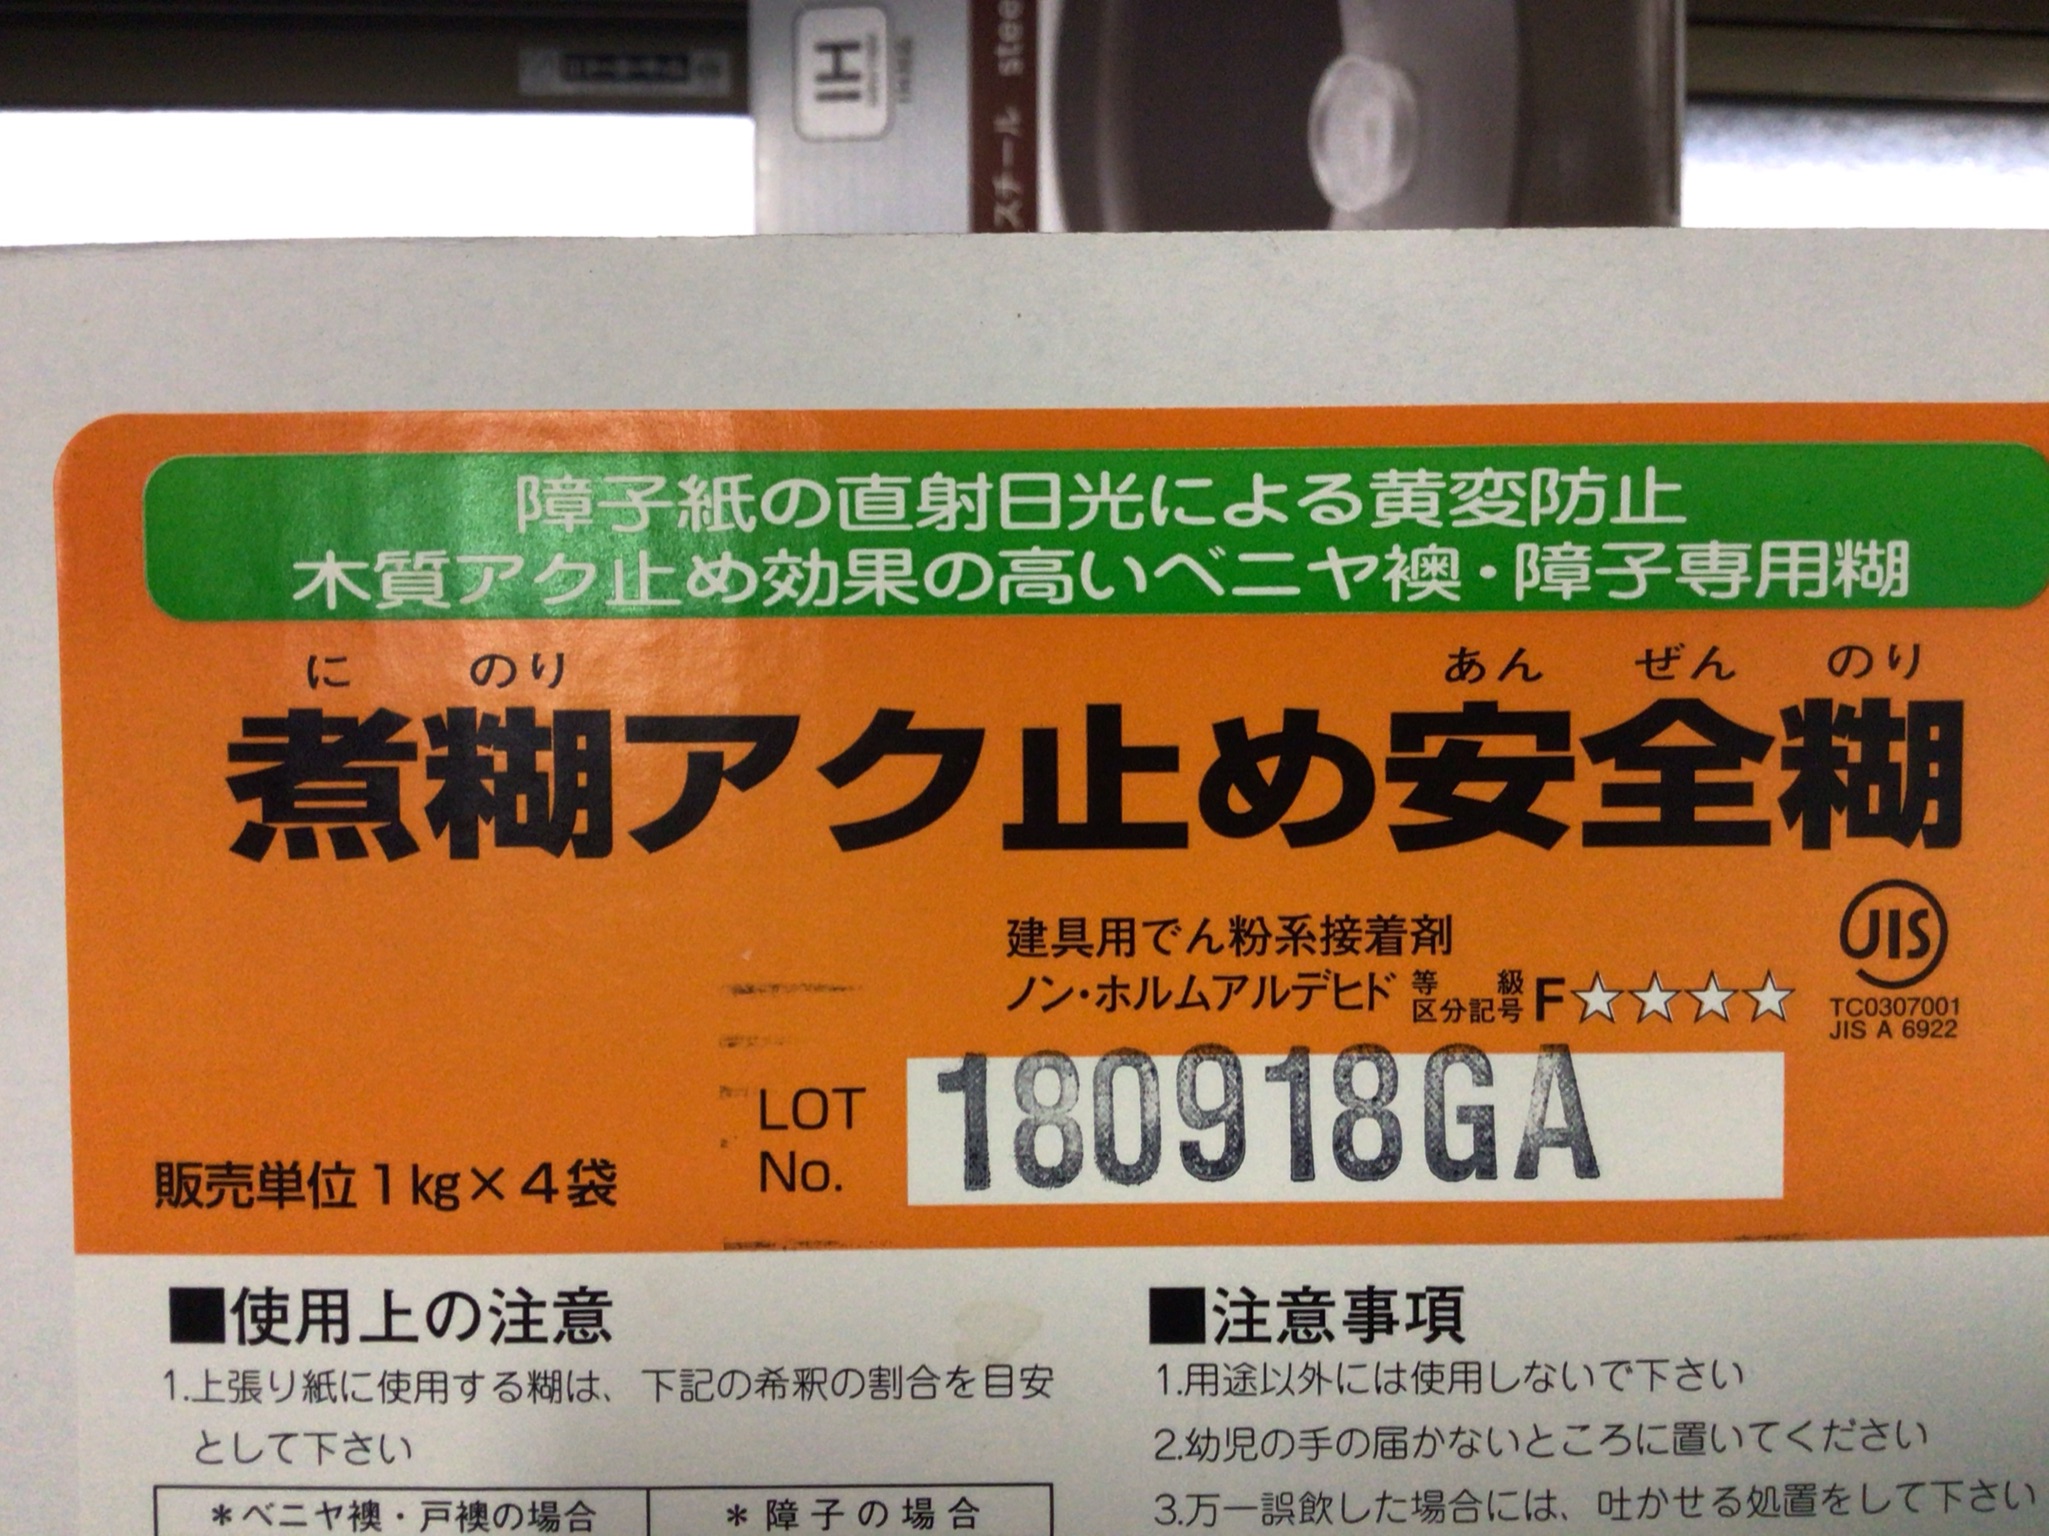 IH
スチール stee
障子紙の直射日光による黄変防止
木質アク止め効果の高いベニヤ襖・障子専用糊
に のり あん ぜん のり
煮糊アク止め安全糊
建具用でん粉系接着剤
ノン・ホルムアルデヒド 等級区分記号 F☆☆☆☆
JIS
TC0307001
JIS A 6922
LOT No. 180918GA
販売単位1kg×4袋
■使用上の注意
1.上張り紙に使用する糊は、下記の希釈の割合を目安
として下さい
＊ベニヤ襖・戸襖の場合
＊障子の場合
■注意事項
1.用途以外には使用しないで下さい
2.幼児の手の届かないところに置いてください
3.万一誤飲した場合には、吐かせる処置をして下さい